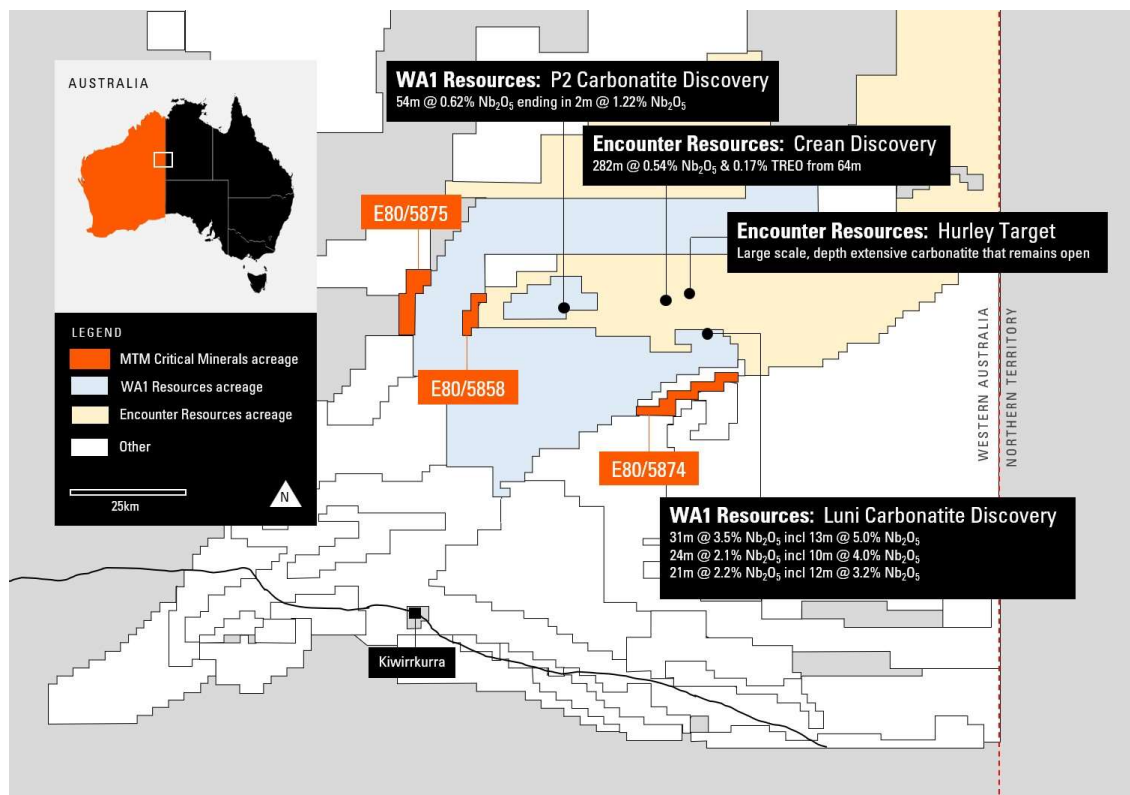 AUSTRALIA
WA1 Resources: P2 Carbonatite Discovery
54m @ 0.62% Nb₂O₅ ending in 2m @ 1.22% Nb₂O₅
Encounter Resources: Crean Discovery
282m @ 0.54% Nb₂O₅ & 0.17% TREO from 64m
E80/5875
Encounter Resources: Hurley Target
Large scale, depth extensive carbonatite that remains open
LEGEND
MTM Critical Minerals acreage
WA1 Resources acreage
Encounter Resources acreage
Other
25km
N
E80/5858
E80/5874
WESTERN AUSTRALIA
NORTHERN TERRITORY
WA1 Resources: Luni Carbonatite Discovery
31m @ 3.5% Nb₂O₅ incl 13m @ 5.0% Nb₂O₅
24m @ 2.1% Nb₂O₅ incl 10m @ 4.0% Nb₂O₅
21m @ 2.2% Nb₂O₅ incl 12m @ 3.2% Nb₂O₅
Kiwirrkurra